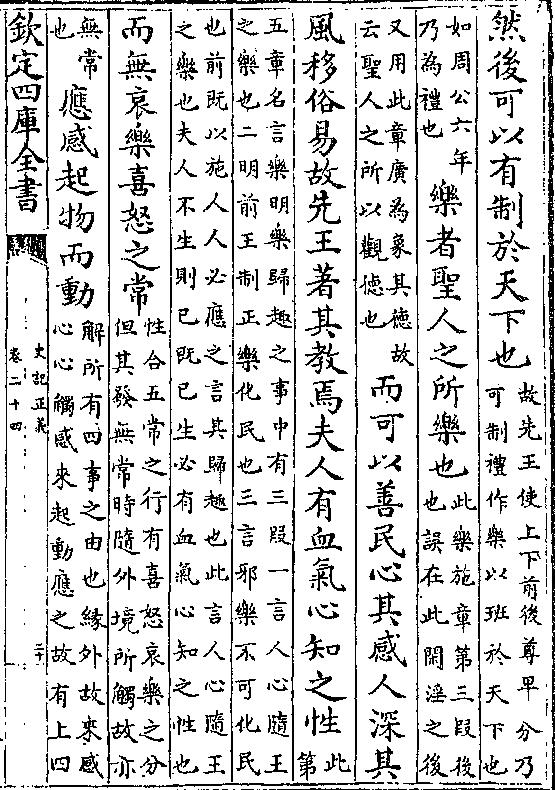 然後可以有制於天下也故先王使上下前後尊卑分乃可制禮作樂以班於天下也
如周公六年乃為禮也樂者聖人之所樂也此樂施章第三段後也誤在此閑淫之後
又用此章廣為象其德故云聖人之所以觀德也而可以善民心其感人深其
風移俗易故先王著其教焉夫人有血氣心知之性此第
五章名言樂明樂歸趣之事中有三段一言人心隨王
之樂也二明前王制正樂化民也三言邪樂不可化民
也前既以施人人必應之言其歸趣也此言人心隨王
之樂也夫人不生則已既已生必有血氣心知之性也
而無哀樂喜怒之常性合五常之行有喜怒哀樂之分但其發無常時隨外境所觸故亦
無常也應感起物而動解所有四事之由也緣外故來感心心觸感來起動應之故有上四
欽定四庫全書
史記正義
卷二十四